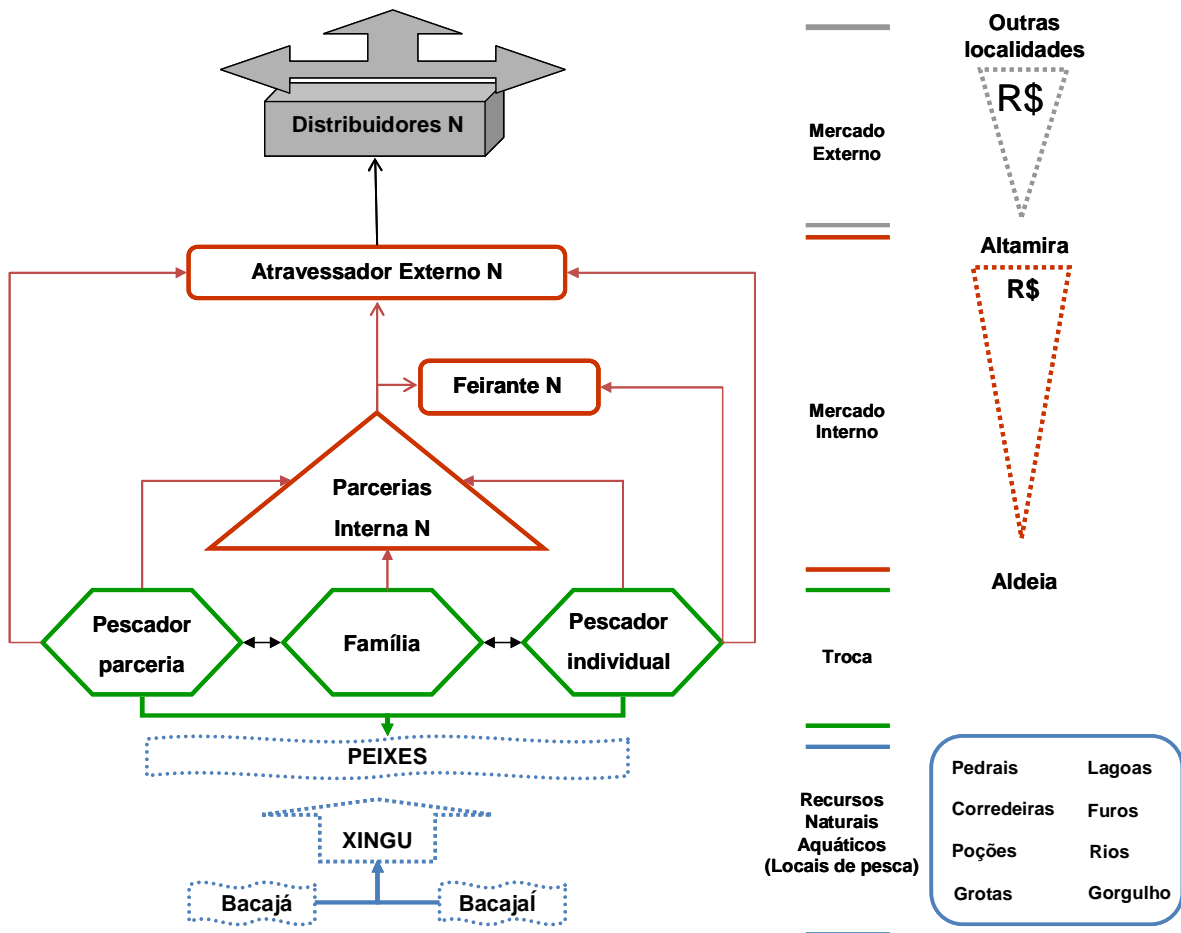 Distribuidores N
Atravessador Externo N
Feirante N
Parcerias
Interna N
Pescador
parceria
Família
Pescador
individual
PEIXES
XINGU
Bacajá
Bacajaí
Mercado
Externo
Mercado
Interno
Troca
Recursos
Naturais
Aquáticos
(Locais de pesca)
Outras
localidades
R$
Altamira
R$
Aldeia
Pedrais Lagoas
Corredeiras Furos
Poções Rios
Grotas Gorgulho